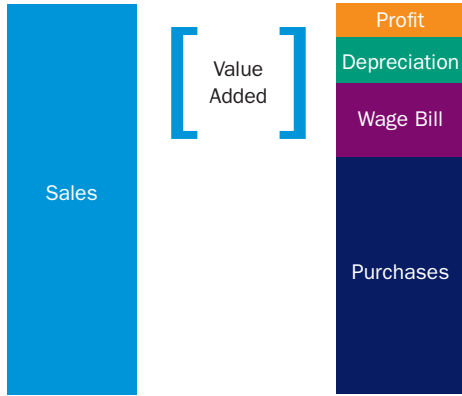 Sales
Value
Added
Profit
Depreciation
Wage Bill
Purchases